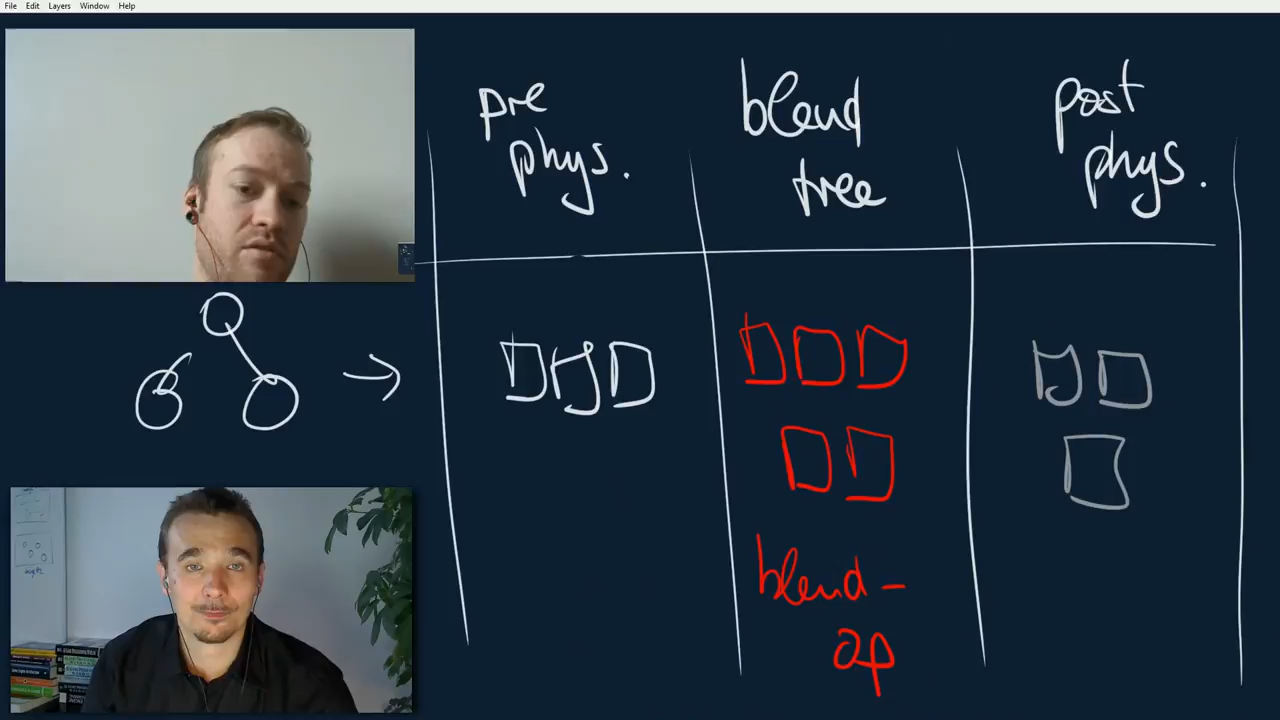 File Edit Layers Window Help
pre
phys.
blend
tree
post
phys.
blend-
op